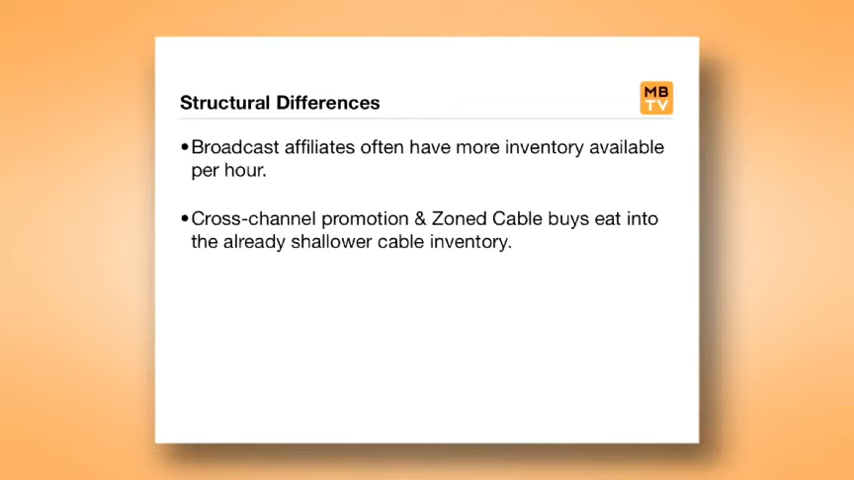 Structural Differences
MB
TV
•Broadcast affiliates often have more inventory available
per hour.
•Cross-channel promotion & Zoned Cable buys eat into
the already shallower cable inventory.